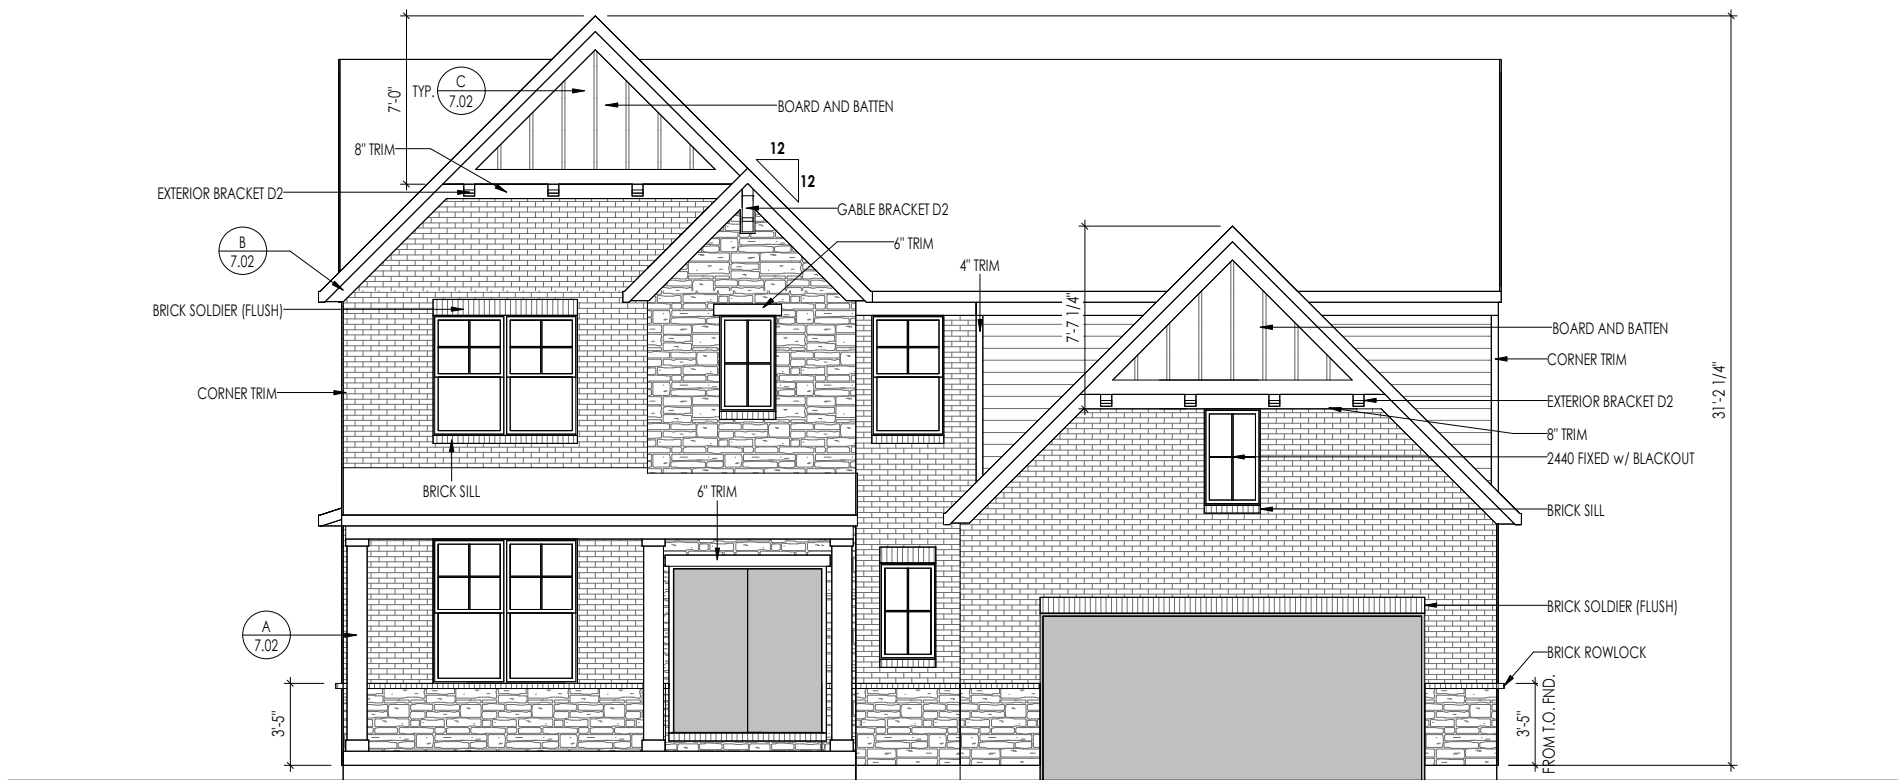 7'-0"
TYP.
C
7.02
BOARD AND BATTEN
8" TRIM
12
12
EXTERIOR BRACKET D2
GABLE BRACKET D2
B
7.02
6" TRIM
4" TRIM
BRICK SOLDIER (FLUSH)
7'-7 1/4"
BOARD AND BATTEN
CORNER TRIM
31'-2 1/4"
CORNER TRIM
EXTERIOR BRACKET D2
8" TRIM
2440 FIXED w/ BLACKOUT
BRICK SILL
6" TRIM
BRICK SILL
BRICK SOLDIER (FLUSH)
A
7.02
BRICK ROWLOCK
3'-5"
3'-5"
FROM T.O. FND.